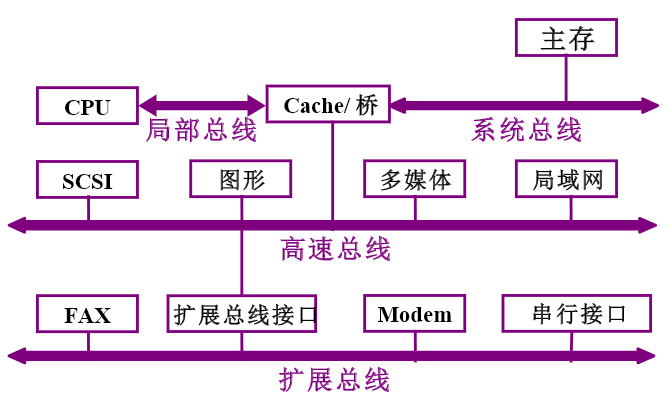 主存
CPU
Cache/桥
局部总线
系统总线
SCSI
图形
多媒体
局域网
高速总线
FAX
扩展总线接口
Modem
串行接口
扩展总线